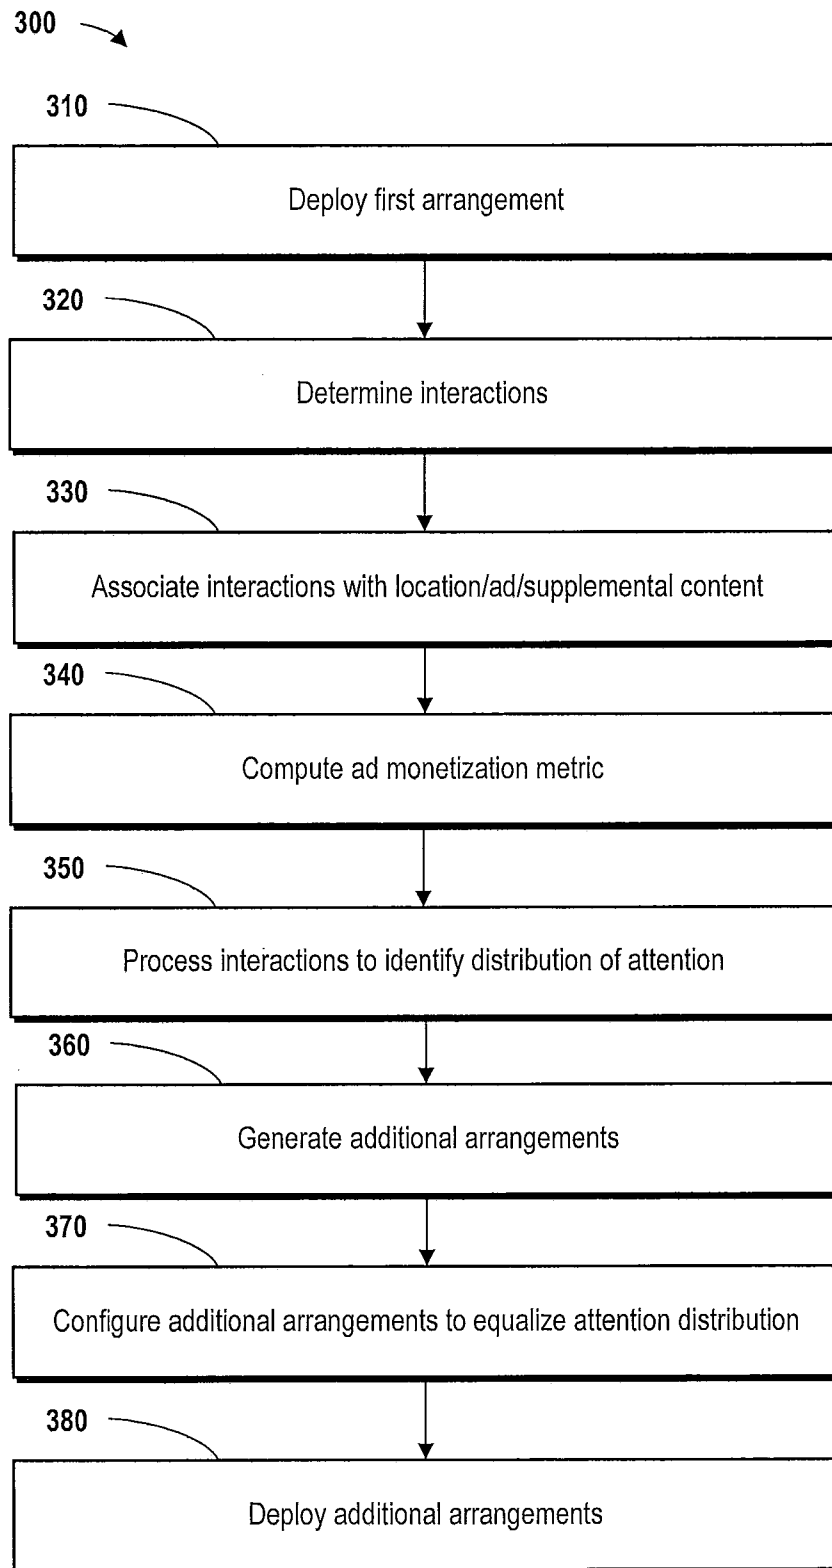 300
310
Deploy first arrangement
320
Determine interactions
330
Associate interactions with location/ad/supplemental content
340
Compute ad monetization metric
350
Process interactions to identify distribution of attention
360
Generate additional arrangements
370
Configure additional arrangements to equalize attention distribution
380
Deploy additional arrangements